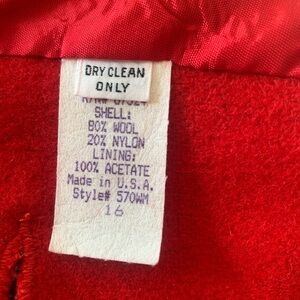 DRY CLEAN
ONLY
SHELL:
80% WOOL
20% NYLON
LINING:
100% ACETATE
Made in U.S.A.
Style# 570WM
16